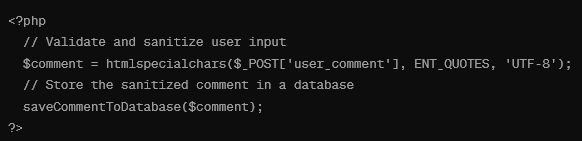 <?php
// Validate and sanitize user input
$comment = htmlspecialchars($_POST['user_comment'], ENT_QUOTES, 'UTF-8');
// Store the sanitized comment in a database
saveCommentToDatabase($comment);
?>